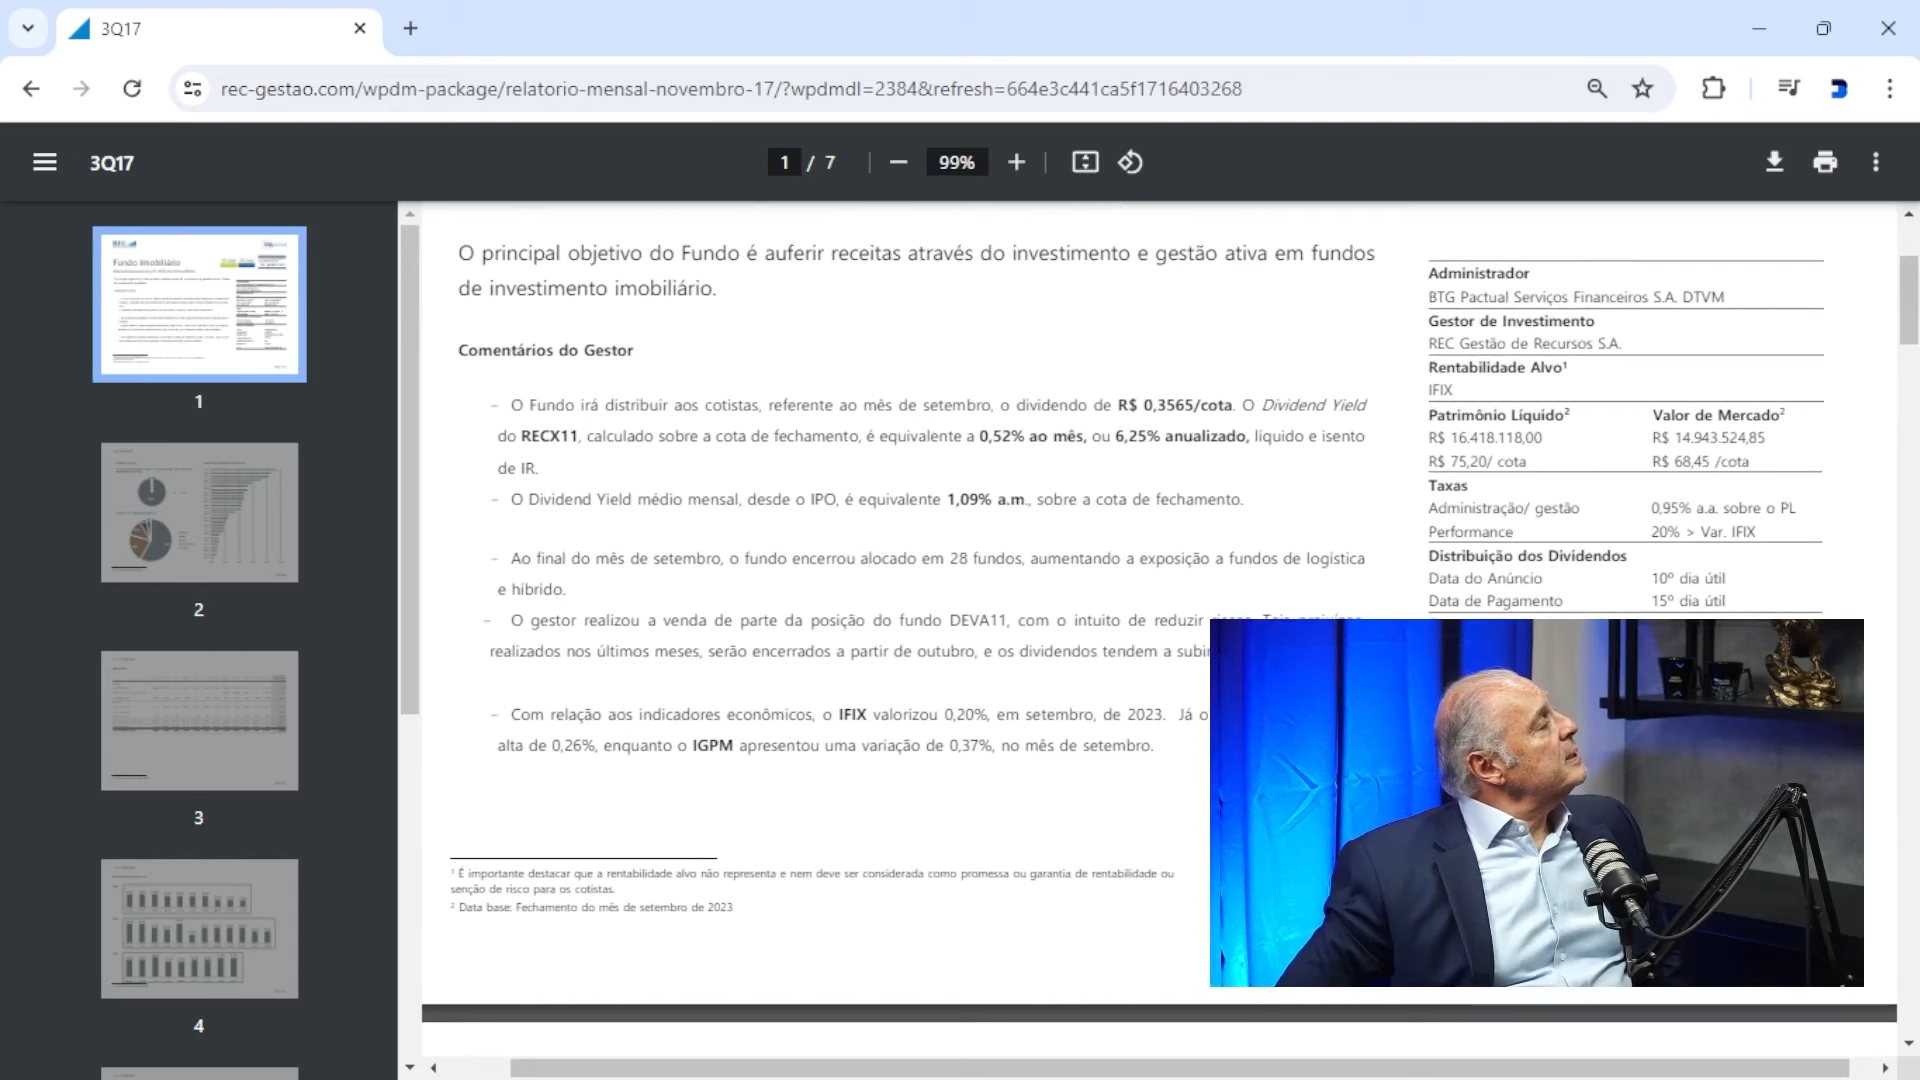 3Q17
rec-gestao.com/wpdm-package/relatorio-mensal-novembro-17/?wpdmdl=2384&refresh=664e3c441ca5f1716403268
3Q17
1 / 7
99%
Fundo Imobiliário
1
2
3
4
O principal objetivo do Fundo é auferir receitas através do investimento e gestão ativa em fundos
de investimento imobiliário.
Comentários do Gestor
– O Fundo irá distribuir aos cotistas, referente ao mês de setembro, o dividendo de R$ 0,3565/cota. O Dividend Yield
do RECX11, calculado sobre a cota de fechamento, é equivalente a 0,52% ao mês, ou 6,25% anualizado, líquido e isento
de IR.
– O Dividend Yield médio mensal, desde o IPO, é equivalente 1,09% a.m., sobre a cota de fechamento.
– Ao final do mês de setembro, o fundo encerrou alocado em 28 fundos, aumentando a exposição a fundos de logística
e híbrido.
– O gestor realizou a venda de parte da posição do fundo DEVA11, com o intuito de reduzir
realizados nos últimos meses, serão encerrados a partir de outubro, e os dividendos tendem a subir
– Com relação aos indicadores econômicos, o IFIX valorizou 0,20%, em setembro, de 2023. Já o
alta de 0,26%, enquanto o IGPM apresentou uma variação de 0,37%, no mês de setembro.
¹ É importante destacar que a rentabilidade alvo não representa e nem deve ser considerada como promessa ou garantia de rentabilidade ou
senção de risco para os cotistas.
² Data base: Fechamento do mês de setembro de 2023
Administrador
BTG Pactual Serviços Financeiros S.A. DTVM
Gestor de Investimento
REC Gestão de Recursos S.A.
Rentabilidade Alvo¹
IFIX
Patrimônio Líquido² Valor de Mercado²
R$ 16.418.118,00 R$ 14.943.524,85
R$ 75,20/ cota R$ 68,45 /cota
Taxas
Administração/ gestão 0,95% a.a. sobre o PL
Performance 20% > Var. IFIX
Distribuição dos Dividendos
Data do Anúncio 10º dia útil
Data de Pagamento 15º dia útil